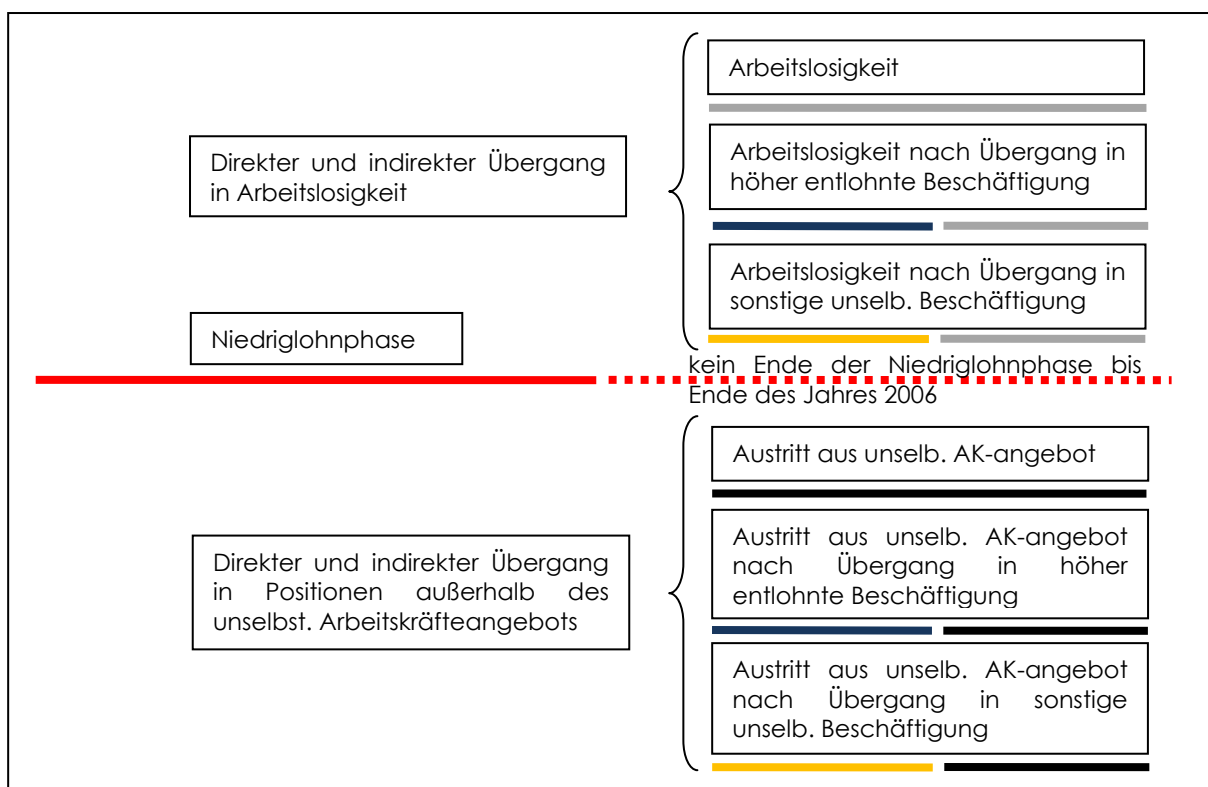 Arbeitslosigkeit
Direkter und indirekter Übergang
in Arbeitslosigkeit
Arbeitslosigkeit nach Übergang in
höher entlohnte Beschäftigung
Arbeitslosigkeit nach Übergang in
sonstige unselb. Beschäftigung
Niedriglohnphase
kein Ende der Niedriglohnphase bis
Ende des Jahres 2006
Austritt aus unselb. AK-angebot
Direkter und indirekter Übergang
in Positionen außerhalb des
unselbst. Arbeitskräfteangebots
Austritt aus unselb. AK-angebot
nach Übergang in höher
entlohnte Beschäftigung
Austritt aus unselb. AK-angebot
nach Übergang in sonstige
unselb. Beschäftigung